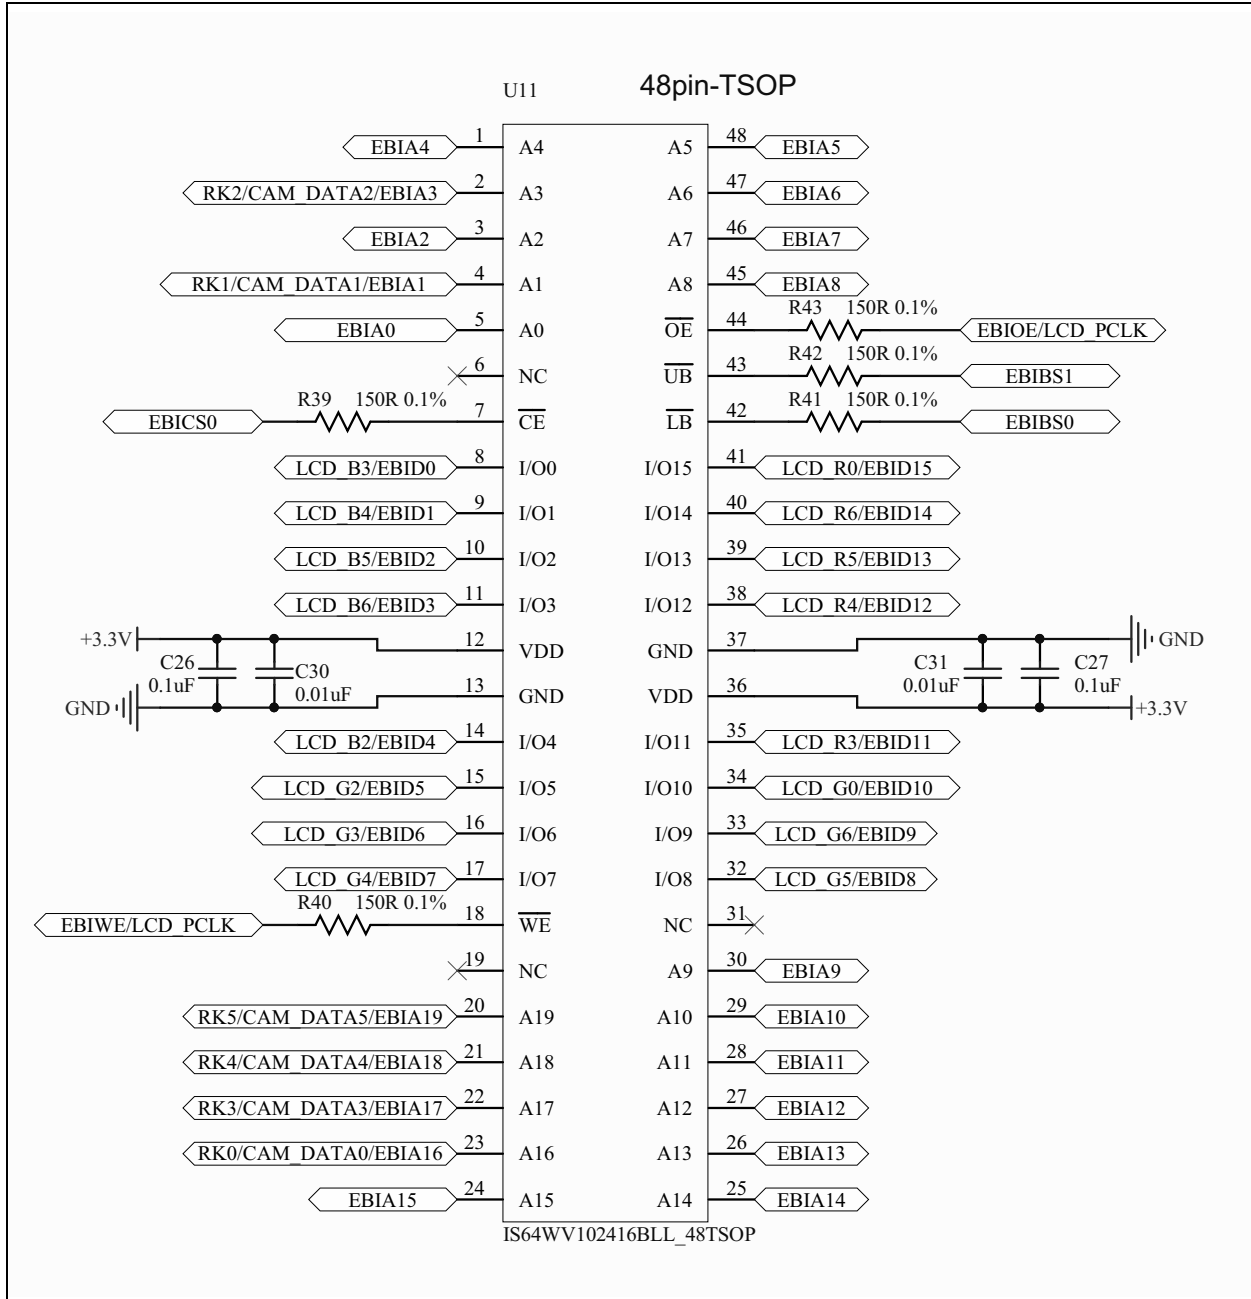 U11 48pin-TSOP
EBIA4 1 A4 A5 48 EBIA5
RK2/CAM_DATA2/EBIA3 2 A3 A6 47 EBIA6
EBIA2 3 A2 A7 46 EBIA7
RK1/CAM_DATA1/EBIA1 4 A1 A8 45 EBIA8
R43 150R 0.1%
EBIA0 5 A0 OE 44 EBIOE/LCD_PCLK
R42 150R 0.1%
6 NC UB 43 EBIBS1
R39 150R 0.1% R41 150R 0.1%
EBICS0 7 CE LB 42 EBIBS0
LCD_B3/EBID0 8 I/O0 I/O15 41 LCD_R0/EBID15
LCD_B4/EBID1 9 I/O1 I/O14 40 LCD_R6/EBID14
LCD_B5/EBID2 10 I/O2 I/O13 39 LCD_R5/EBID13
LCD_B6/EBID3 11 I/O3 I/O12 38 LCD_R4/EBID12
+3.3V 12 VDD GND 37 GND
C26 C30 C31 C27
0.1uF 0.01uF 0.01uF 0.1uF
GND 13 GND VDD 36 +3.3V
LCD_B2/EBID4 14 I/O4 I/O11 35 LCD_R3/EBID11
LCD_G2/EBID5 15 I/O5 I/O10 34 LCD_G0/EBID10
LCD_G3/EBID6 16 I/O6 I/O9 33 LCD_G6/EBID9
LCD_G4/EBID7 17 I/O7 I/O8 32 LCD_G5/EBID8
R40 150R 0.1%
EBIWE/LCD_PCLK 18 WE NC 31
19 NC A9 30 EBIA9
RK5/CAM_DATA5/EBIA19 20 A19 A10 29 EBIA10
RK4/CAM_DATA4/EBIA18 21 A18 A11 28 EBIA11
RK3/CAM_DATA3/EBIA17 22 A17 A12 27 EBIA12
RK0/CAM_DATA0/EBIA16 23 A16 A13 26 EBIA13
EBIA15 24 A15 A14 25 EBIA14
IS64WV102416BLL_48TSOP